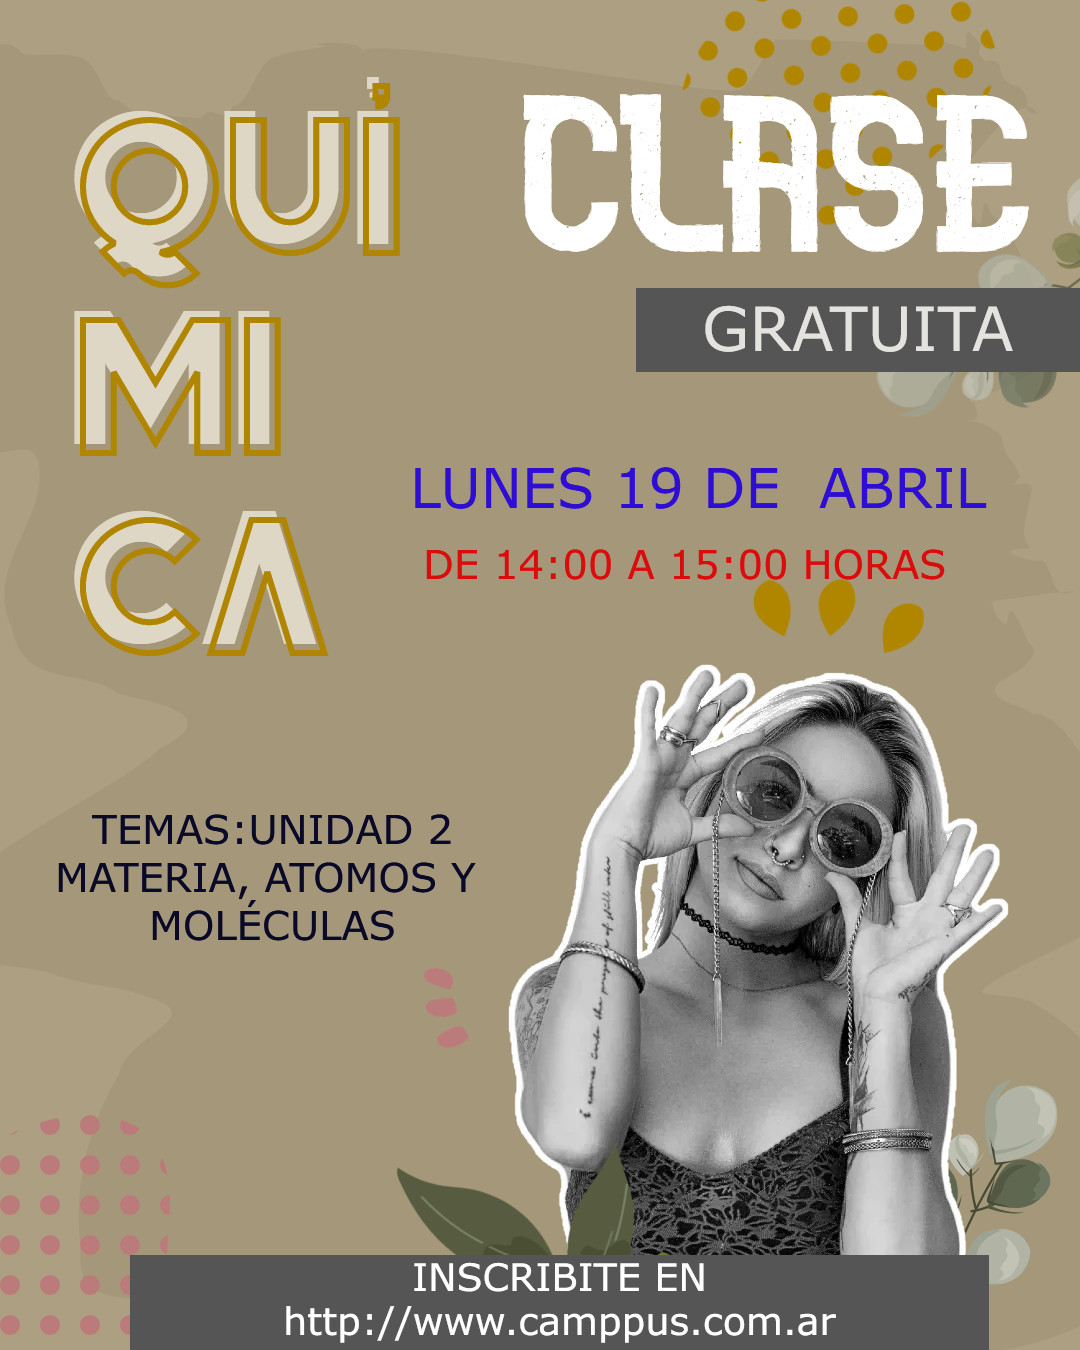 QUÍ
MI
CA
CLASE
GRATUITA
LUNES 19 DE  ABRIL
DE 14:00 A 15:00 HORAS
TEMAS:UNIDAD 2
MATERIA, ATOMOS Y
MOLÉCULAS
INSCRIBITE EN
http://www.camppus.com.ar